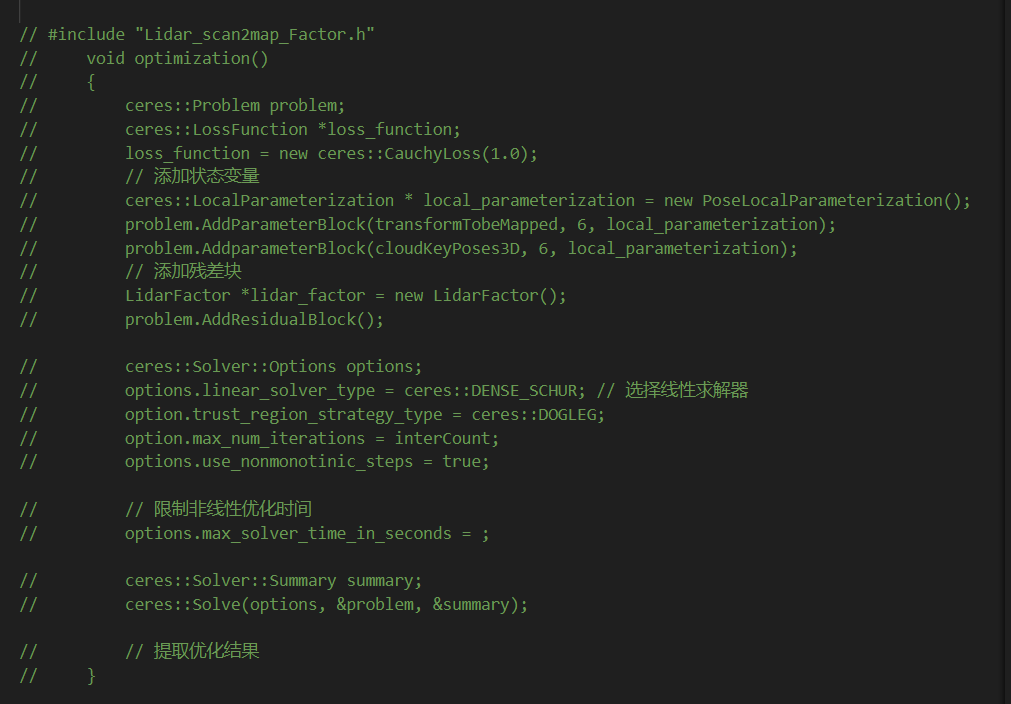 // #include "Lidar_scan2map_Factor.h"
//     void optimization()
//     {
//         ceres::Problem problem;
//         ceres::LossFunction *loss_function;
//         loss_function = new ceres::CauchyLoss(1.0);
//         // 添加状态变量
//         ceres::LocalParameterization * local_parameterization = new PoseLocalParameterization();
//         problem.AddParameterBlock(transformTobeMapped, 6, local_parameterization);
//         problem.AddparameterBlock(cloudKeyPoses3D, 6, local_parameterization);
//         // 添加残差块
//         LidarFactor *lidar_factor = new LidarFactor();
//         problem.AddResidualBlock();
//         ceres::Solver::Options options;
//         options.linear_solver_type = ceres::DENSE_SCHUR; // 选择线性求解器
//         option.trust_region_strategy_type = ceres::DOGLEG;
//         option.max_num_iterations = interCount;
//         options.use_nonmonotinic_steps = true;
//         // 限制非线性优化时间
//         options.max_solver_time_in_seconds = ;
//         ceres::Solver::Summary summary;
//         ceres::Solve(options, &problem, &summary);
//         // 提取优化结果
//     }